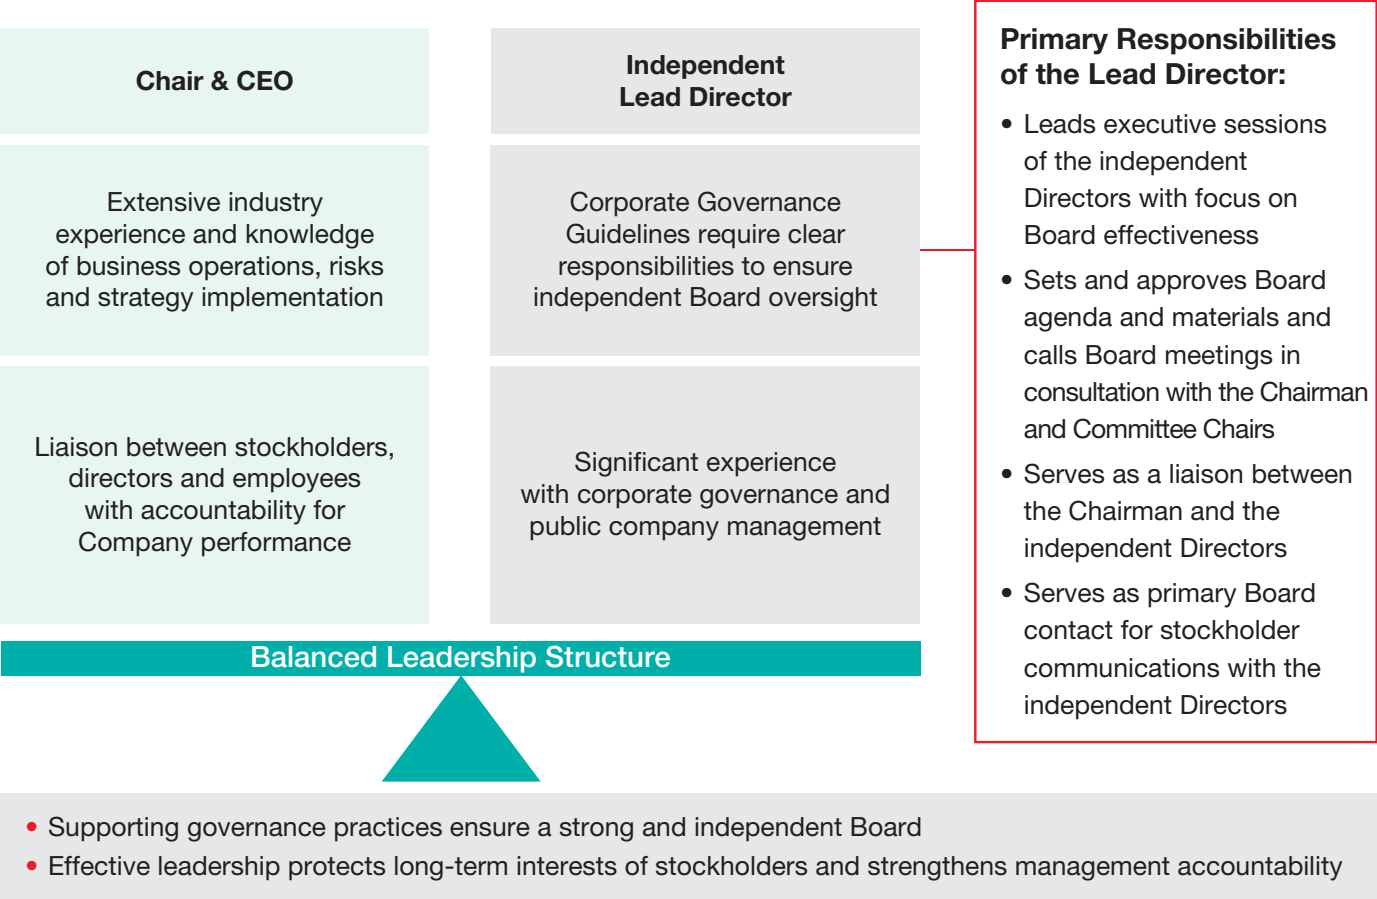 Chair & CEO
Extensive industry
experience and knowledge
of business operations, risks
and strategy implementation
Liaison between stockholders,
directors and employees
with accountability for
Company performance
Independent
Lead Director
Corporate Governance
Guidelines require clear
responsibilities to ensure
independent Board oversight
Significant experience
with corporate governance and
public company management
Balanced Leadership Structure
Primary Responsibilities
of the Lead Director:
• Leads executive sessions
of the independent
Directors with focus on
Board effectiveness
• Sets and approves Board
agenda and materials and
calls Board meetings in
consultation with the Chairman
and Committee Chairs
• Serves as a liaison between
the Chairman and the
independent Directors
• Serves as primary Board
contact for stockholder
communications with the
independent Directors
• Supporting governance practices ensure a strong and independent Board
• Effective leadership protects long-term interests of stockholders and strengthens management accountability